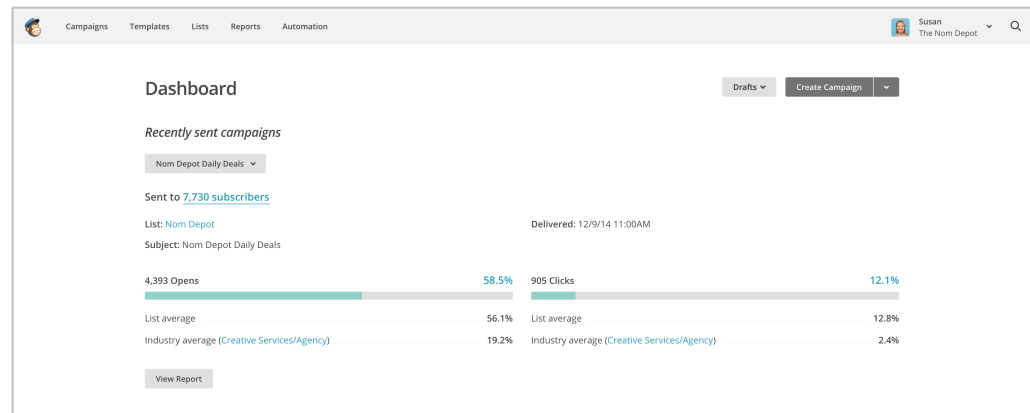 Campaigns Templates Lists Reports Automation
Susan
The Nom Depot
Dashboard
Drafts Create Campaign
Recently sent campaigns
Nom Depot Daily Deals
Sent to 7,730 subscribers
List: Nom Depot Delivered: 12/9/14 11:00AM
Subject: Nom Depot Daily Deals
4,393 Opens 58.5% 905 Clicks 12.1%
List average 56.1% List average 12.8%
Industry average (Creative Services/Agency) 19.2% Industry average (Creative Services/Agency) 2.4%
View Report